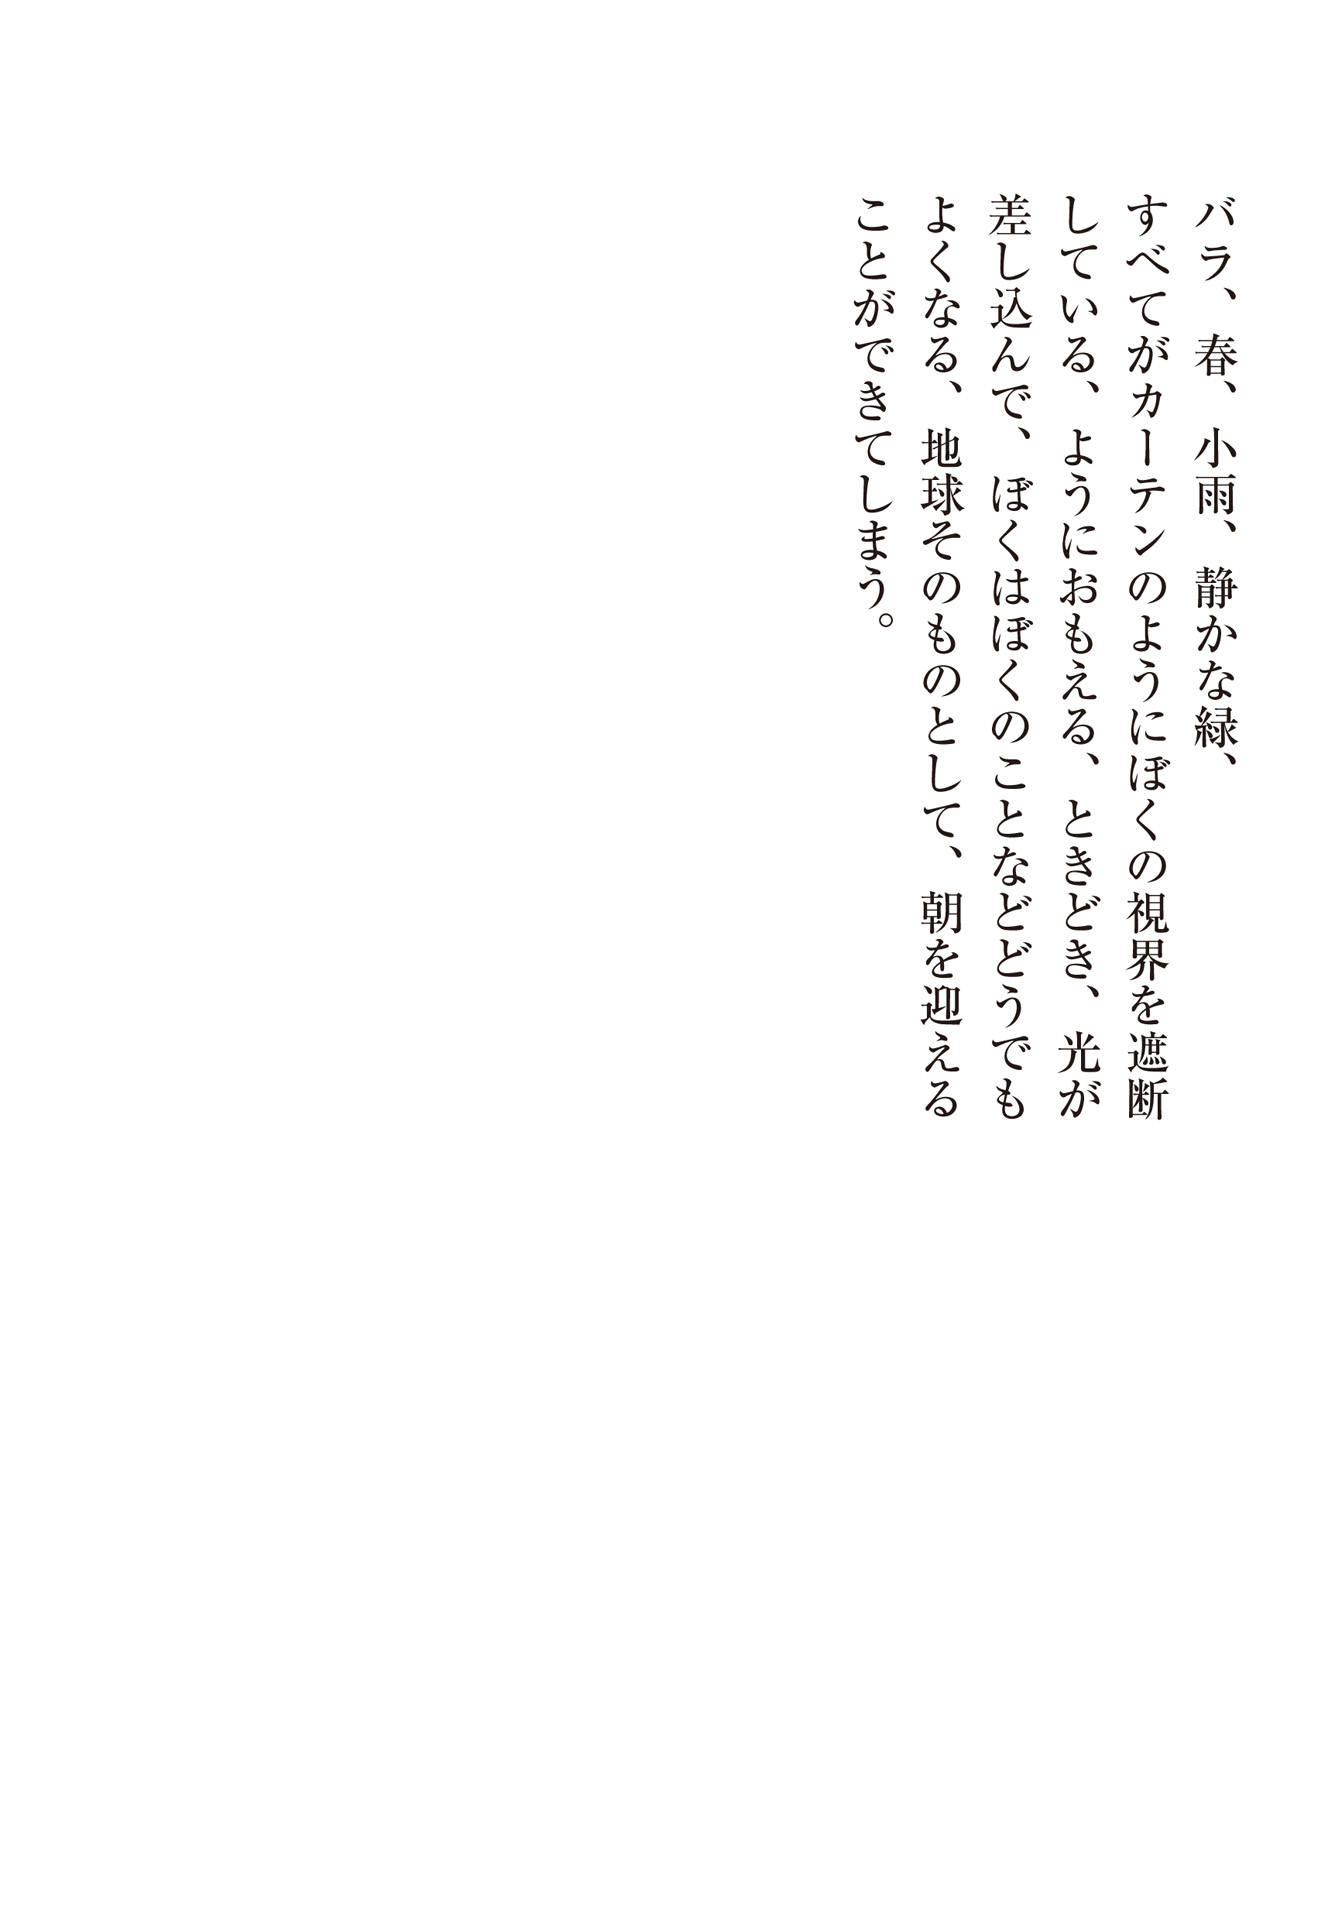 バラ、春、小雨、静かな緑、
すべてがカーテンのようにぼくの視界を遮断
している、ようにおもえる、ときどき、光が
差し込んで、ぼくはぼくのことなどどうでも
よくなる、地球そのものとして、朝を迎える
ことができてしまう。